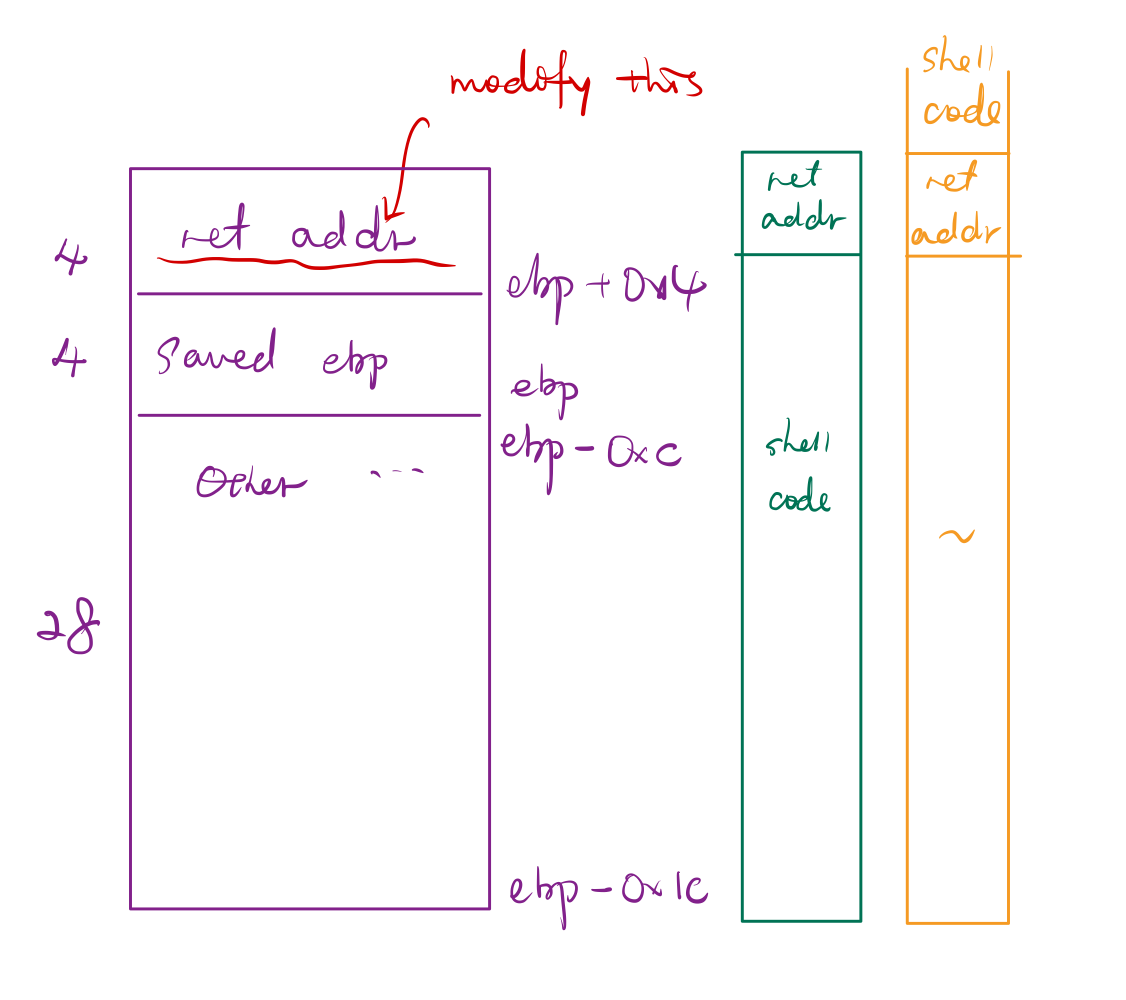 modofy this
4
ret addr
ebp + 0x4
4
Saved ebp
ebp
ebp - 0xc
Other ...
28
ebp - 0x1c
ret
addr
shell
code
shell
code
ret
addr
~